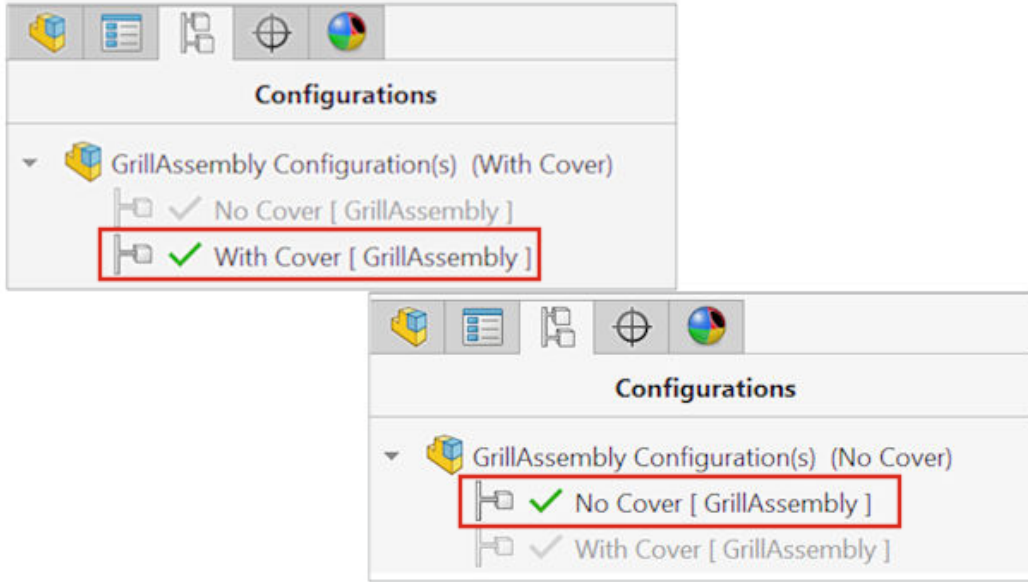 Configurations
GrillAssembly Configuration(s) (With Cover)
No Cover [ GrillAssembly ]
With Cover [ GrillAssembly ]
Configurations
GrillAssembly Configuration(s) (No Cover)
No Cover [ GrillAssembly ]
With Cover [ GrillAssembly ]